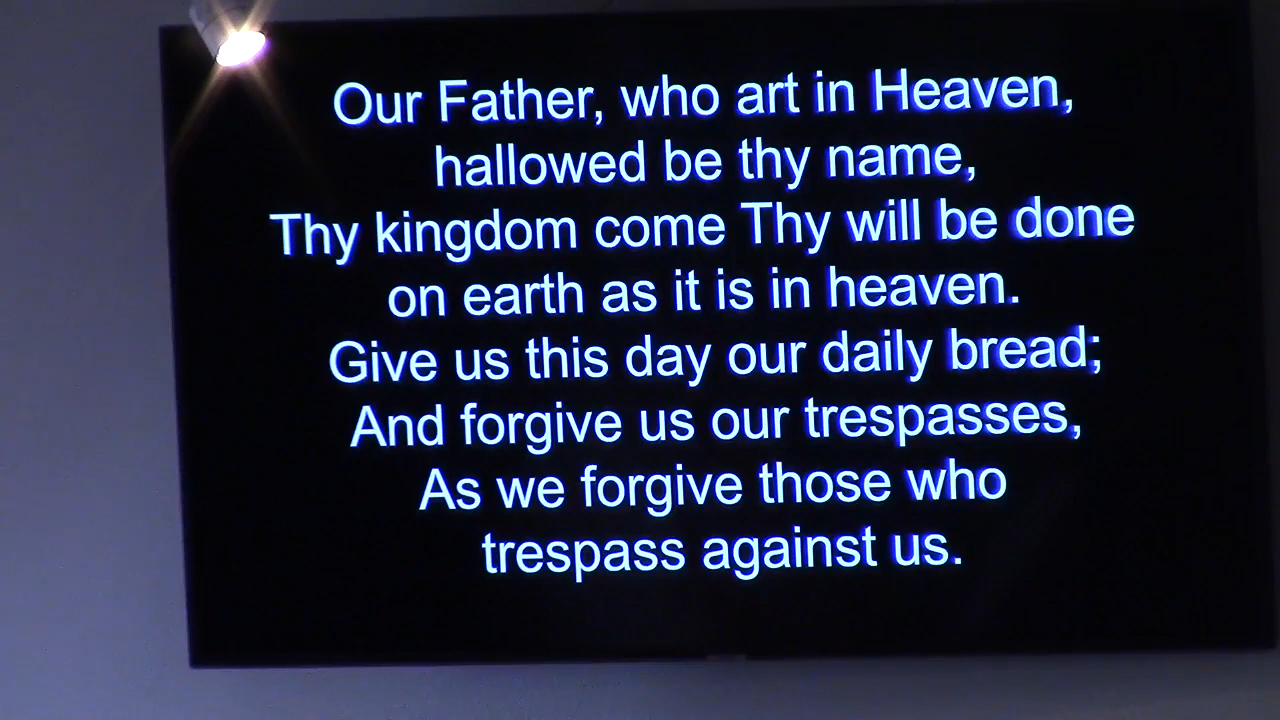 Our Father, who art in Heaven,
hallowed be thy name,
Thy kingdom come Thy will be done
on earth as it is in heaven.
Give us this day our daily bread;
And forgive us our trespasses,
As we forgive those who
trespass against us.